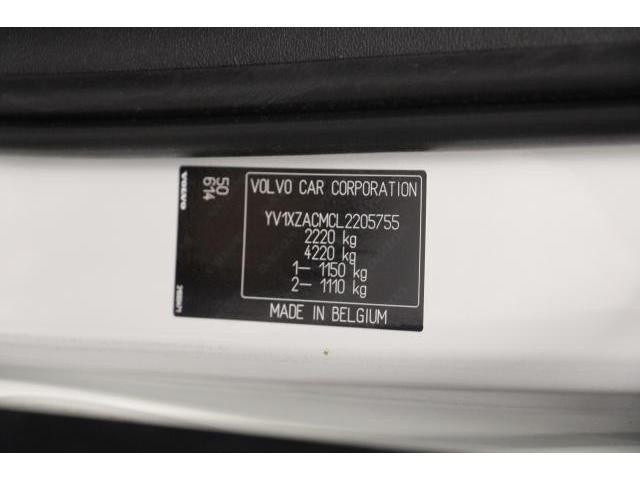 VOLVO CAR CORPORATION
YV1XZACMCL2205755
2220 kg
4220 kg
1- 1150 kg
2- 1110 kg
MADE IN BELGIUM
50
614
VOLVO